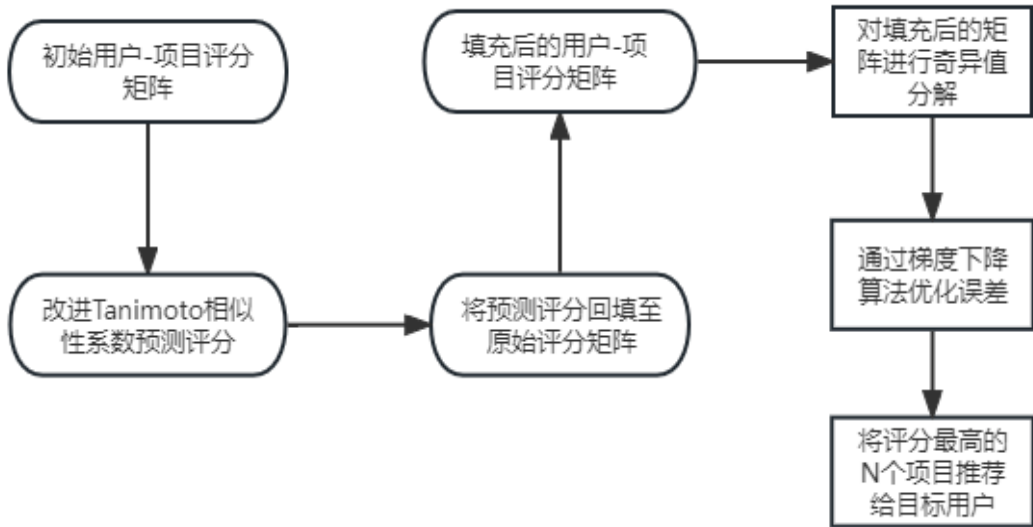 初始用户-项目评分
矩阵
改进Tanimoto相似
性系数预测评分
将预测评分回填至
原始评分矩阵
填充后的用户-项
目评分矩阵
对填充后的矩
阵进行奇异值
分解
通过梯度下降
算法优化误差
将评分最高的
N个项目推荐
给目标用户